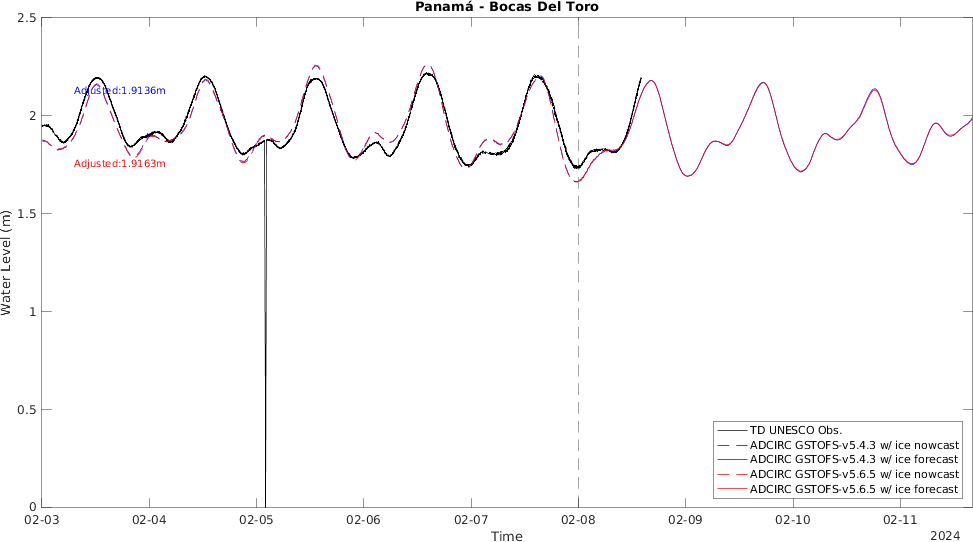 Panamá - Bocas Del Toro
2.5
2
1.5
1
0.5
0
Water Level (m)
Adjusted:1.9136m
Adjusted:1.9163m
TD UNESCO Obs.
ADCIRC GSTOFS-v5.4.3 w/ ice nowcast
ADCIRC GSTOFS-v5.4.3 w/ ice forecast
ADCIRC GSTOFS-v5.6.5 w/ ice nowcast
ADCIRC GSTOFS-v5.6.5 w/ ice forecast
02-03 02-04 02-05 02-06 02-07 02-08 02-09 02-10 02-11
Time
2024